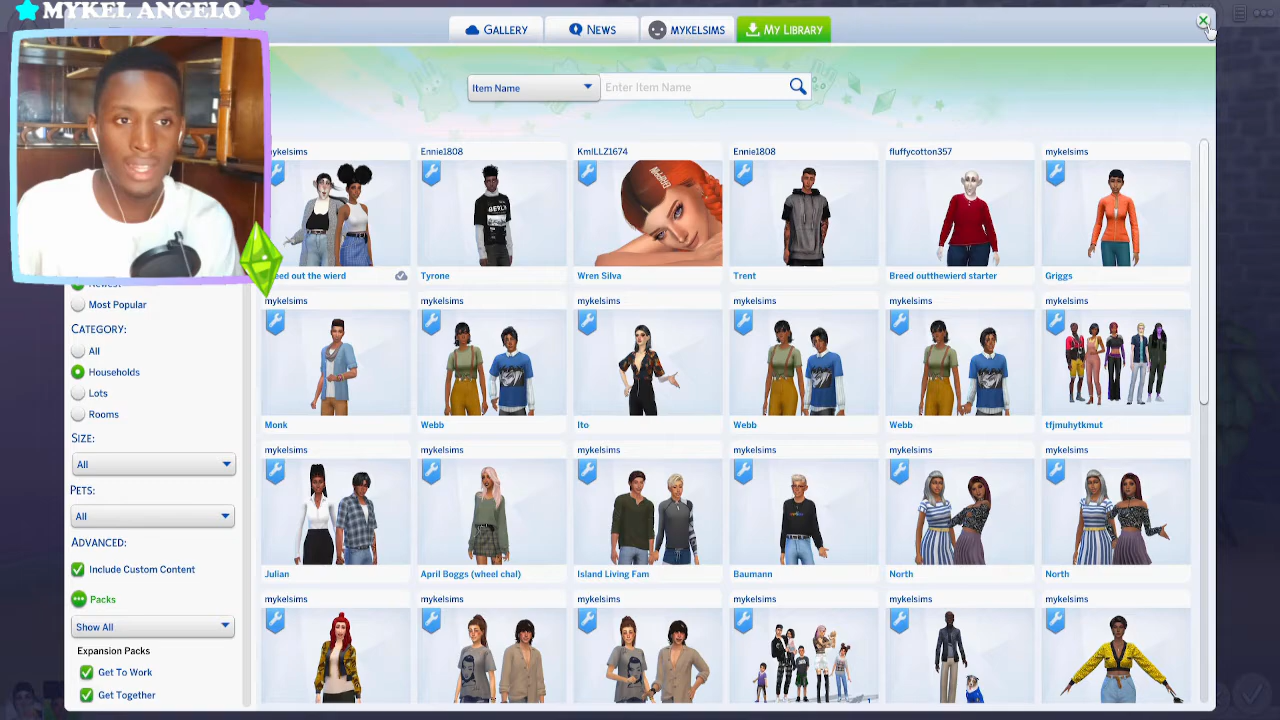 MYKEL ANGELO
GALLERY
NEWS
MYKELSIMS
MY LIBRARY
Item Name
Enter Item Name
mykelsims
Ennie1808
KmlLLZ1674
Ennie1808
fluffycotton357
mykelsims
BERLIN
eed out the wierd
Tyrone
Wren Silva
Trent
Breed outthewierd starter
Griggs
Most Popular
CATEGORY:
All
Households
Lots
Rooms
SIZE:
All
PETS:
All
ADVANCED:
Include Custom Content
Packs
Show All
Expansion Packs
Get To Work
Get Together
mykelsims
mykelsims
mykelsims
mykelsims
mykelsims
mykelsims
Monk
Webb
Ito
Webb
Webb
tfjmuhytkmut
mykelsims
mykelsims
mykelsims
mykelsims
mykelsims
mykelsims
Julian
April Boggs (wheel chal)
Island Living Fam
Baumann
North
North
mykelsims
mykelsims
mykelsims
mykelsims
mykelsims
mykelsims